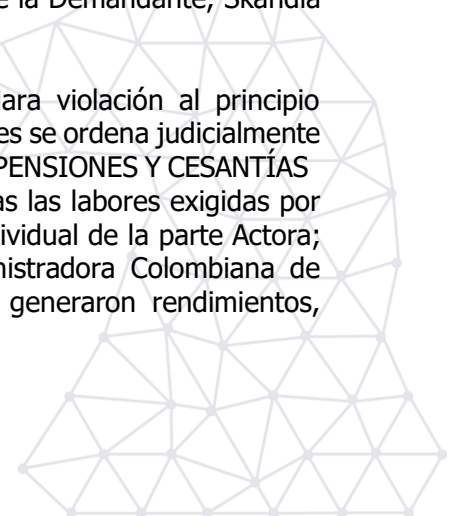 e la Demandante, Skandia
lara violación al principio
es se ordena judicialmente
PENSIONES Y CESANTÍAS
as las labores exigidas por
ividual de la parte Actora;
nistradora Colombiana de
generaron rendimientos,